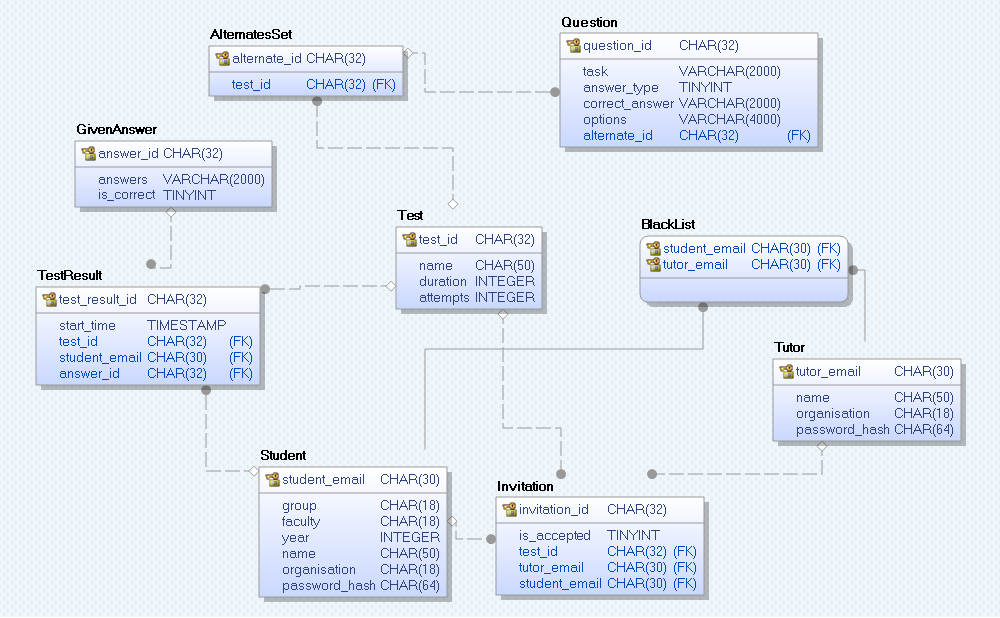 AlternatesSet
alternate_id CHAR(32)
test_id CHAR(32) (FK)
Question
question_id CHAR(32)
task VARCHAR(2000)
answer_type TINYINT
correct_answer VARCHAR(2000)
options VARCHAR(4000)
alternate_id CHAR(32) (FK)
GivenAnswer
answer_id CHAR(32)
answers VARCHAR(2000)
is_correct TINYINT
Test
test_id CHAR(32)
name CHAR(50)
duration INTEGER
attempts INTEGER
BlackList
student_email CHAR(30) (FK)
tutor_email CHAR(30) (FK)
TestResult
test_result_id CHAR(32)
start_time TIMESTAMP
test_id CHAR(32) (FK)
student_email CHAR(30) (FK)
answer_id CHAR(32) (FK)
Tutor
tutor_email CHAR(30)
name CHAR(50)
organisation CHAR(18)
password_hash CHAR(64)
Student
student_email CHAR(30)
group CHAR(18)
faculty CHAR(18)
year INTEGER
name CHAR(50)
organisation CHAR(18)
password_hash CHAR(64)
Invitation
invitation_id CHAR(32)
is_accepted TINYINT
test_id CHAR(32) (FK)
tutor_email CHAR(30) (FK)
student_email CHAR(30) (FK)